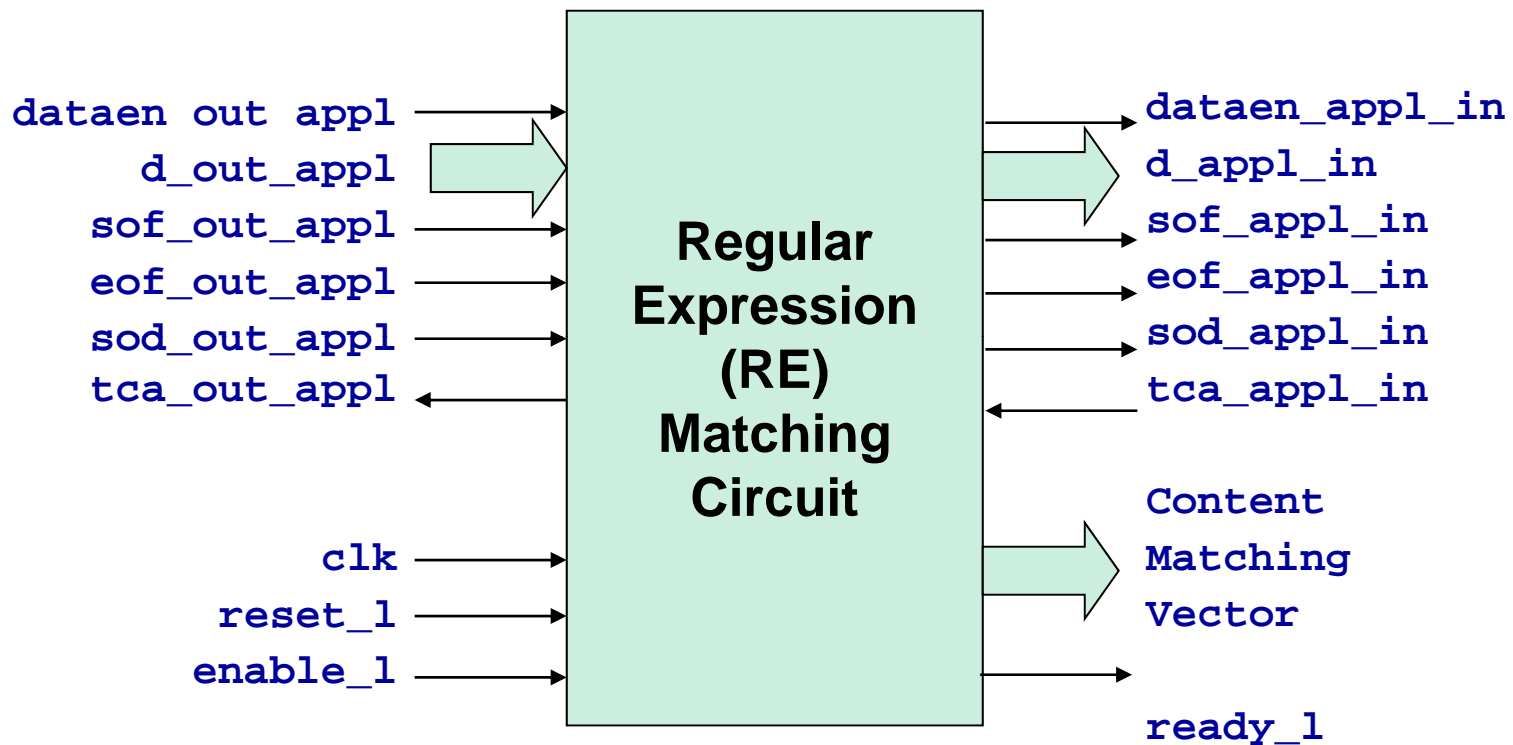 dataen out appl
d_out_appl
sof_out_appl
eof_out_appl
sod_out_appl
tca_out_appl
clk
reset_l
enable_l
Regular
Expression
(RE)
Matching
Circuit
dataen_appl_in
d_appl_in
sof_appl_in
eof_appl_in
sod_appl_in
tca_appl_in
Content
Matching
Vector
ready_l